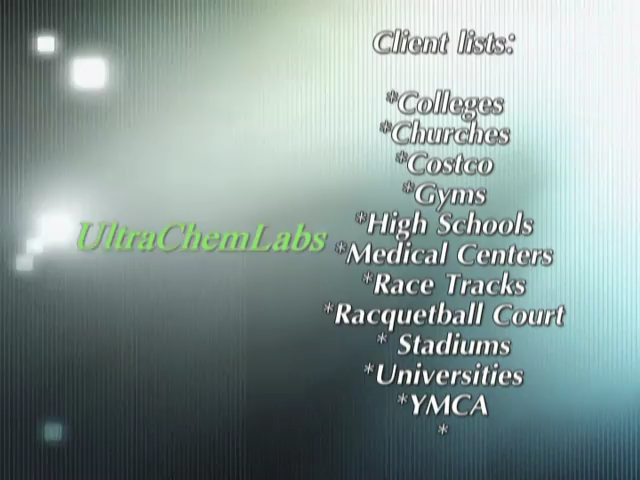 Client lists:
*Colleges
*Churches
*Costco
*Gyms
*High Schools
UltraChemLabs
*Medical Centers
*Race Tracks
*Racquetball Court
* Stadiums
*Universities
*YMCA
*